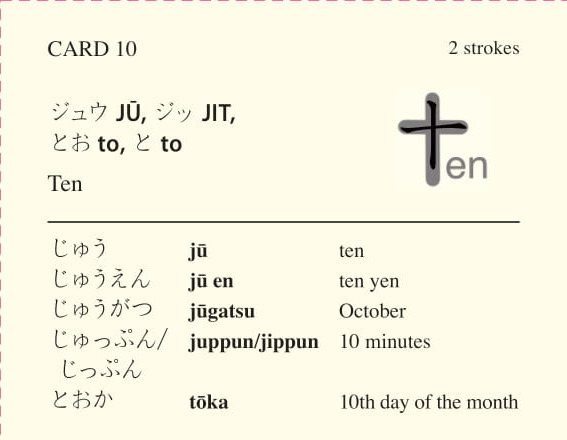 CARD 10 2 strokes
ジュウ JŪ, ジッ JIT,
とお to, と to
Ten
ten
じゅう jū ten
じゅうえん jū en ten yen
じゅうがつ jūgatsu October
じゅっぷん/ juppun/jippun 10 minutes
じっぷん
とおか tōka 10th day of the month